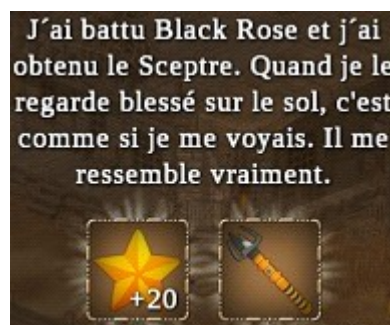 J´ai battu Black Rose et j´ai
obtenu le Sceptre. Quand je le
regarde blessé sur le sol, c'est
comme si je me voyais. Il me
ressemble vraiment.
+20